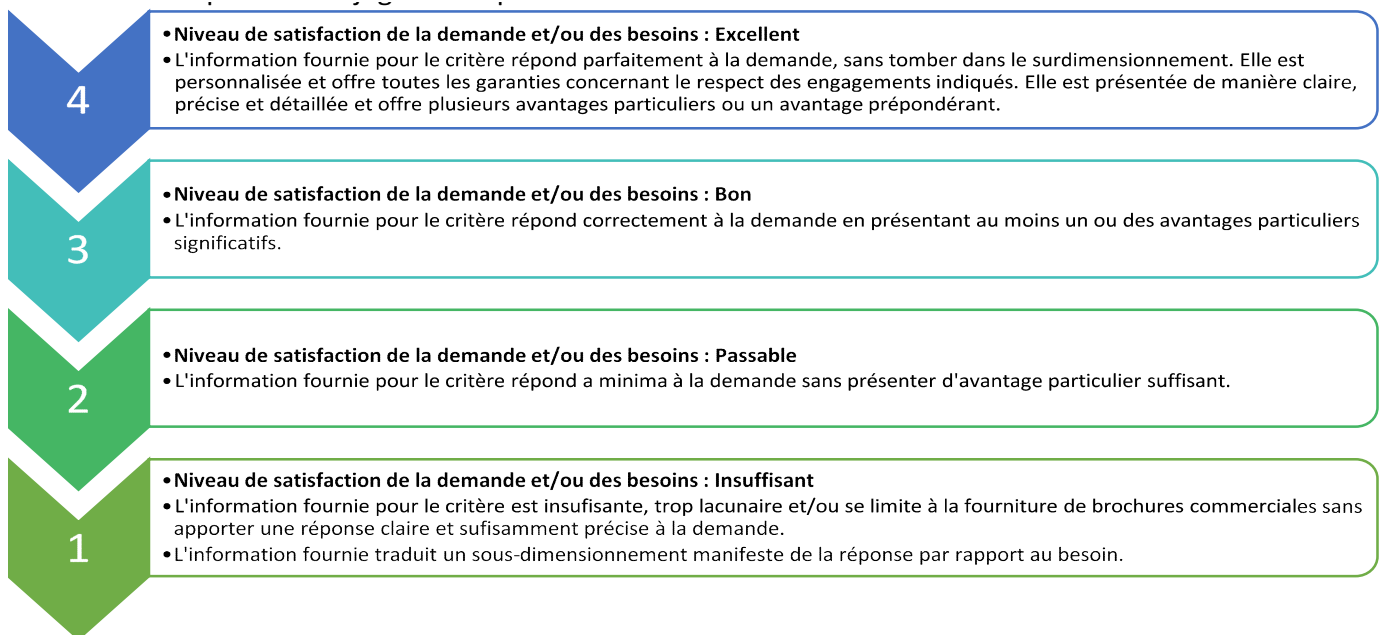 4
•Niveau de satisfaction de la demande et/ou des besoins : Excellent
•L'information fournie pour le critère répond parfaitement à la demande, sans tomber dans le surdimensionnement. Elle est
personnalisée et offre toutes les garanties concernant le respect des engagements indiqués. Elle est présentée de manière claire,
précise et détaillée et offre plusieurs avantages particuliers ou un avantage prépondérant.
3
•Niveau de satisfaction de la demande et/ou des besoins : Bon
•L'information fournie pour le critère répond correctement à la demande en présentant au moins un ou des avantages particuliers
significatifs.
2
•Niveau de satisfaction de la demande et/ou des besoins : Passable
•L'information fournie pour le critère répond a minima à la demande sans présenter d'avantage particulier suffisant.
1
•Niveau de satisfaction de la demande et/ou des besoins : Insuffisant
•L'information fournie pour le critère est insufisante, trop lacunaire et/ou se limite à la fourniture de brochures commerciales sans
apporter une réponse claire et sufisamment précise à la demande.
•L'information fournie traduit un sous-dimensionnement manifeste de la réponse par rapport au besoin.